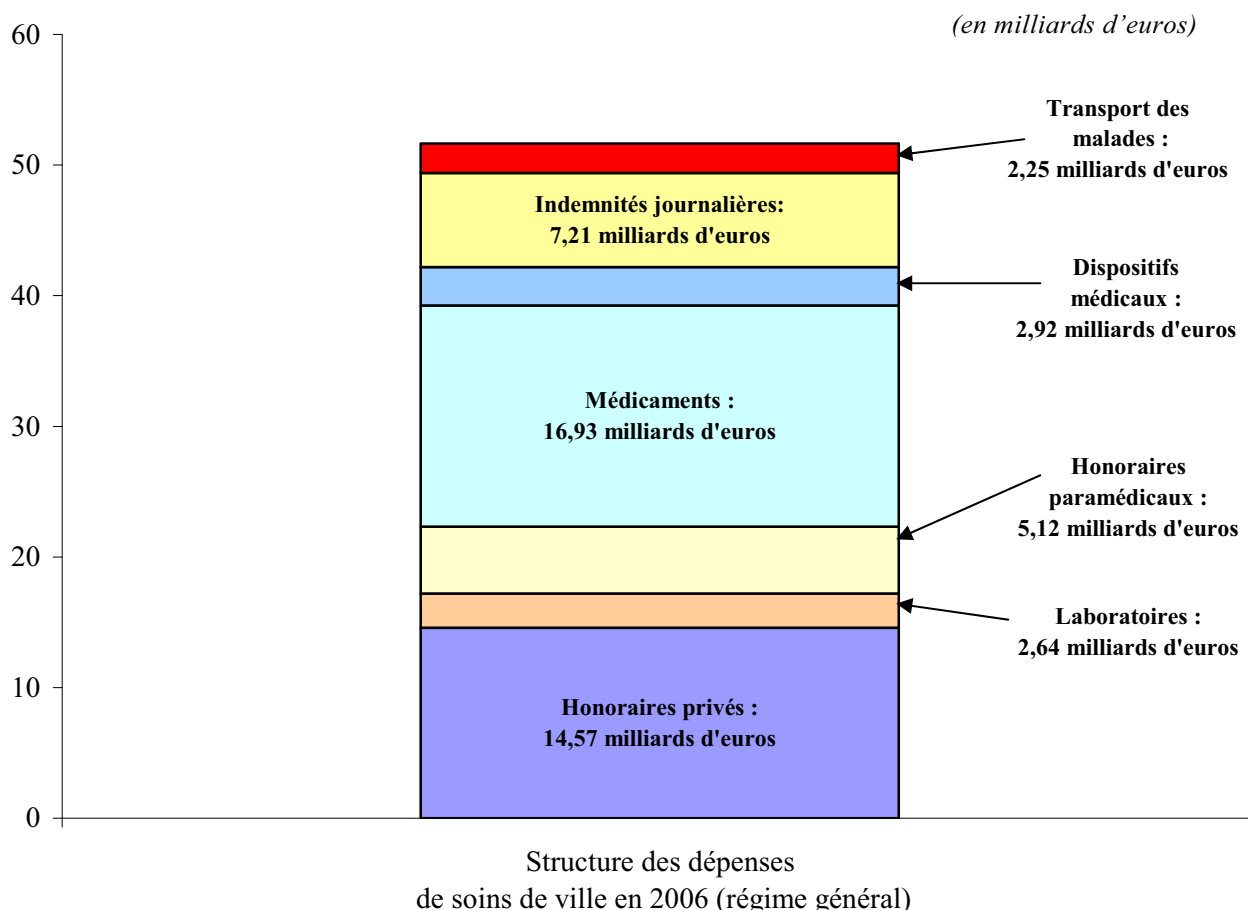 (en milliards d'euros)
60
50
40
30
20
10
0
Transport des
malades :
2,25 milliards d'euros
Indemnités journalières:
7,21 milliards d'euros
Dispositifs
médicaux :
2,92 milliards d'euros
Médicaments :
16,93 milliards d'euros
Honoraires
paramédicaux :
5,12 milliards d'euros
Laboratoires :
2,64 milliards d'euros
Honoraires privés :
14,57 milliards d'euros
Structure des dépenses
de soins de ville en 2006 (régime général)